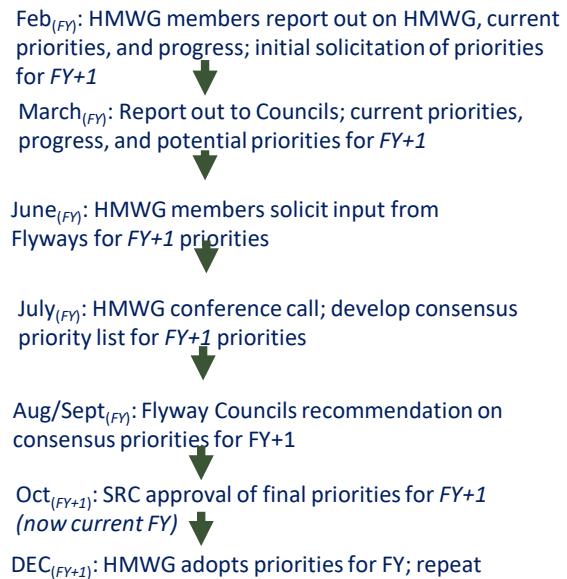 Feb(FY): HMWG members report out on HMWG, current
priorities, and progress; initial solicitation of priorities
for FY+1
March(FY): Report out to Councils; current priorities,
progress, and potential priorities for FY+1
June(FY): HMWG members solicit input from
Flyways for FY+1 priorities
July(FY): HMWG conference call; develop consensus
priority list for FY+1 priorities
Aug/Sept(FY): Flyway Councils recommendation on
consensus priorities for FY+1
Oct(FY+1): SRC approval of final priorities for FY+1
(now current FY)
DEC(FY+1): HMWG adopts priorities for FY; repeat